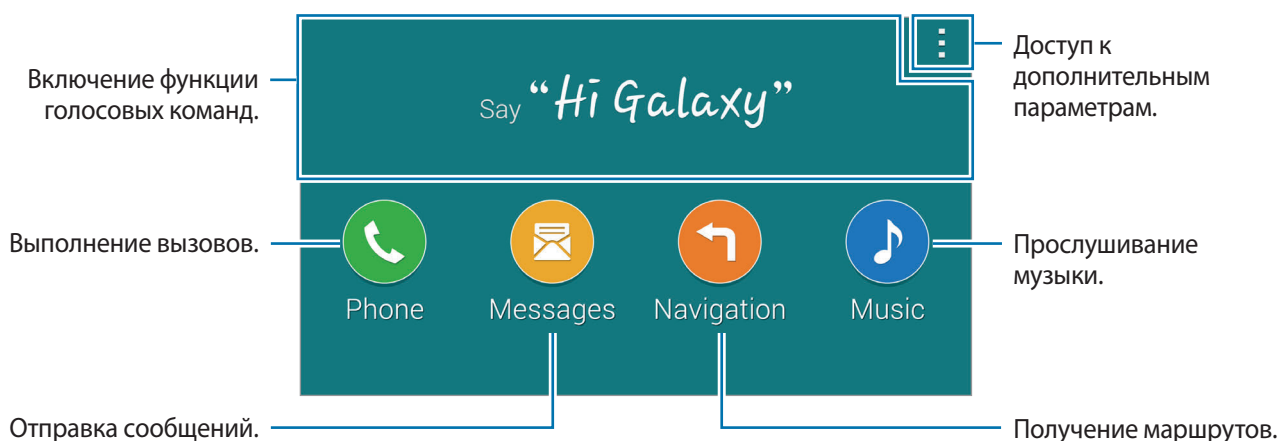 Включение функции
голосовых команд.
Say “Hi Galaxy”
Доступ к
дополнительным
параметрам.
Выполнение вызовов.
Phone
Messages
Navigation
Music
Прослушивание
музыки.
Отправка сообщений.
Получение маршрутов.